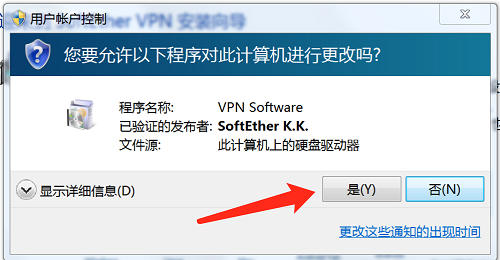 SoftEther VPN 安装向导
用户帐户控制
您要允许以下程序对此计算机进行更改吗?
程序名称: VPN Software
已验证的发布者: SoftEther K.K.
文件源: 此计算机上的硬盘驱动器
显示详细信息(D)
是(Y)
否(N)
更改这些通知的出现时间